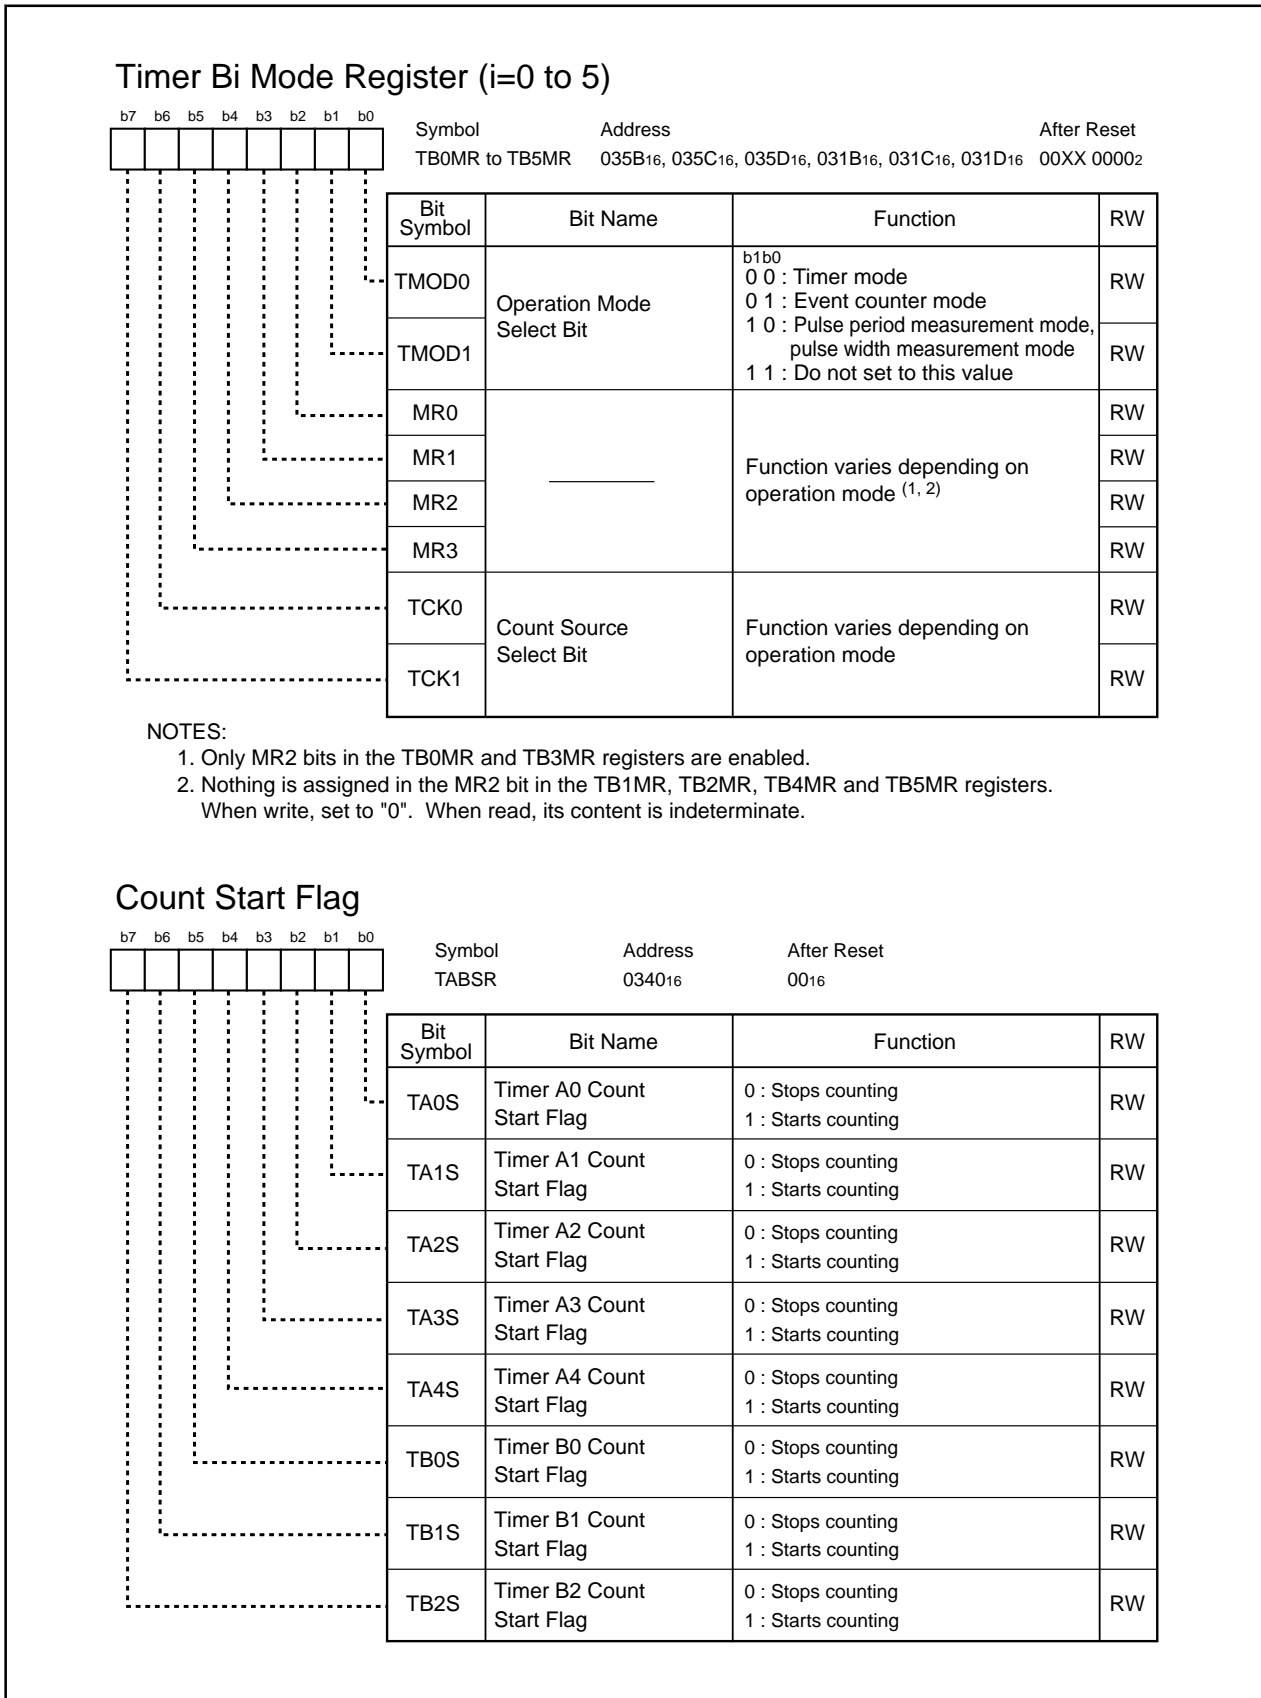 Timer Bi Mode Register (i=0 to 5)
b7 b6 b5 b4 b3 b2 b1 b0
Symbol Address After Reset
TB0MR to TB5MR 035B16, 035C16, 035D16, 031B16, 031C16, 031D16 00XX 00002
Bit Symbol Bit Name Function RW
TMOD0 Operation Mode Select Bit b1b0
0 0 : Timer mode RW
0 1 : Event counter mode
1 0 : Pulse period measurement mode,
pulse width measurement mode
TMOD1 RW
1 1 : Do not set to this value
MR0 RW
MR1 Function varies depending on RW
MR2 operation mode (1, 2) RW
MR3 RW
TCK0 RW
Count Source Function varies depending on
Select Bit operation mode
TCK1 RW
NOTES:
1. Only MR2 bits in the TB0MR and TB3MR registers are enabled.
2. Nothing is assigned in the MR2 bit in the TB1MR, TB2MR, TB4MR and TB5MR registers.
When write, set to "0". When read, its content is indeterminate.
Count Start Flag
b7 b6 b5 b4 b3 b2 b1 b0
Symbol Address After Reset
TABSR 034016 0016
Bit Symbol Bit Name Function RW
TA0S Timer A0 Count 0 : Stops counting RW
Start Flag 1 : Starts counting
TA1S Timer A1 Count 0 : Stops counting RW
Start Flag 1 : Starts counting
TA2S Timer A2 Count 0 : Stops counting RW
Start Flag 1 : Starts counting
TA3S Timer A3 Count 0 : Stops counting RW
Start Flag 1 : Starts counting
TA4S Timer A4 Count 0 : Stops counting RW
Start Flag 1 : Starts counting
TB0S Timer B0 Count 0 : Stops counting RW
Start Flag 1 : Starts counting
TB1S Timer B1 Count 0 : Stops counting RW
Start Flag 1 : Starts counting
TB2S Timer B2 Count 0 : Stops counting RW
Start Flag 1 : Starts counting